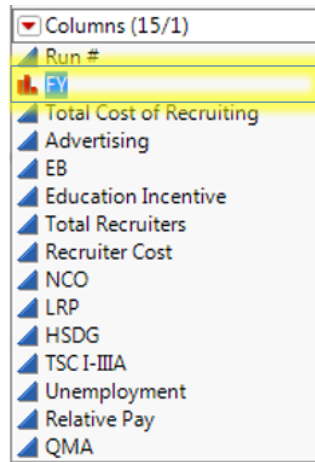 Columns (15/1)
Run #
FY
Total Cost of Recruiting
Advertising
EB
Education Incentive
Total Recruiters
Recruiter Cost
NCO
LRP
HSDG
TSC I-IIIA
Unemployment
Relative Pay
QMA